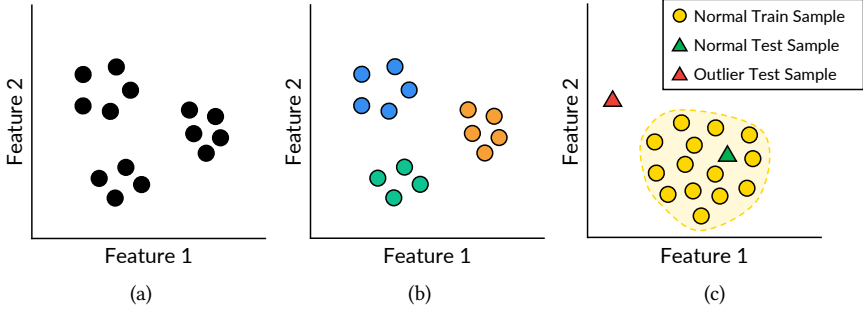 Feature 2
Feature 1
(a)
Feature 2
Feature 1
(b)
Normal Train Sample
Normal Test Sample
Outlier Test Sample
Feature 2
Feature 1
(c)